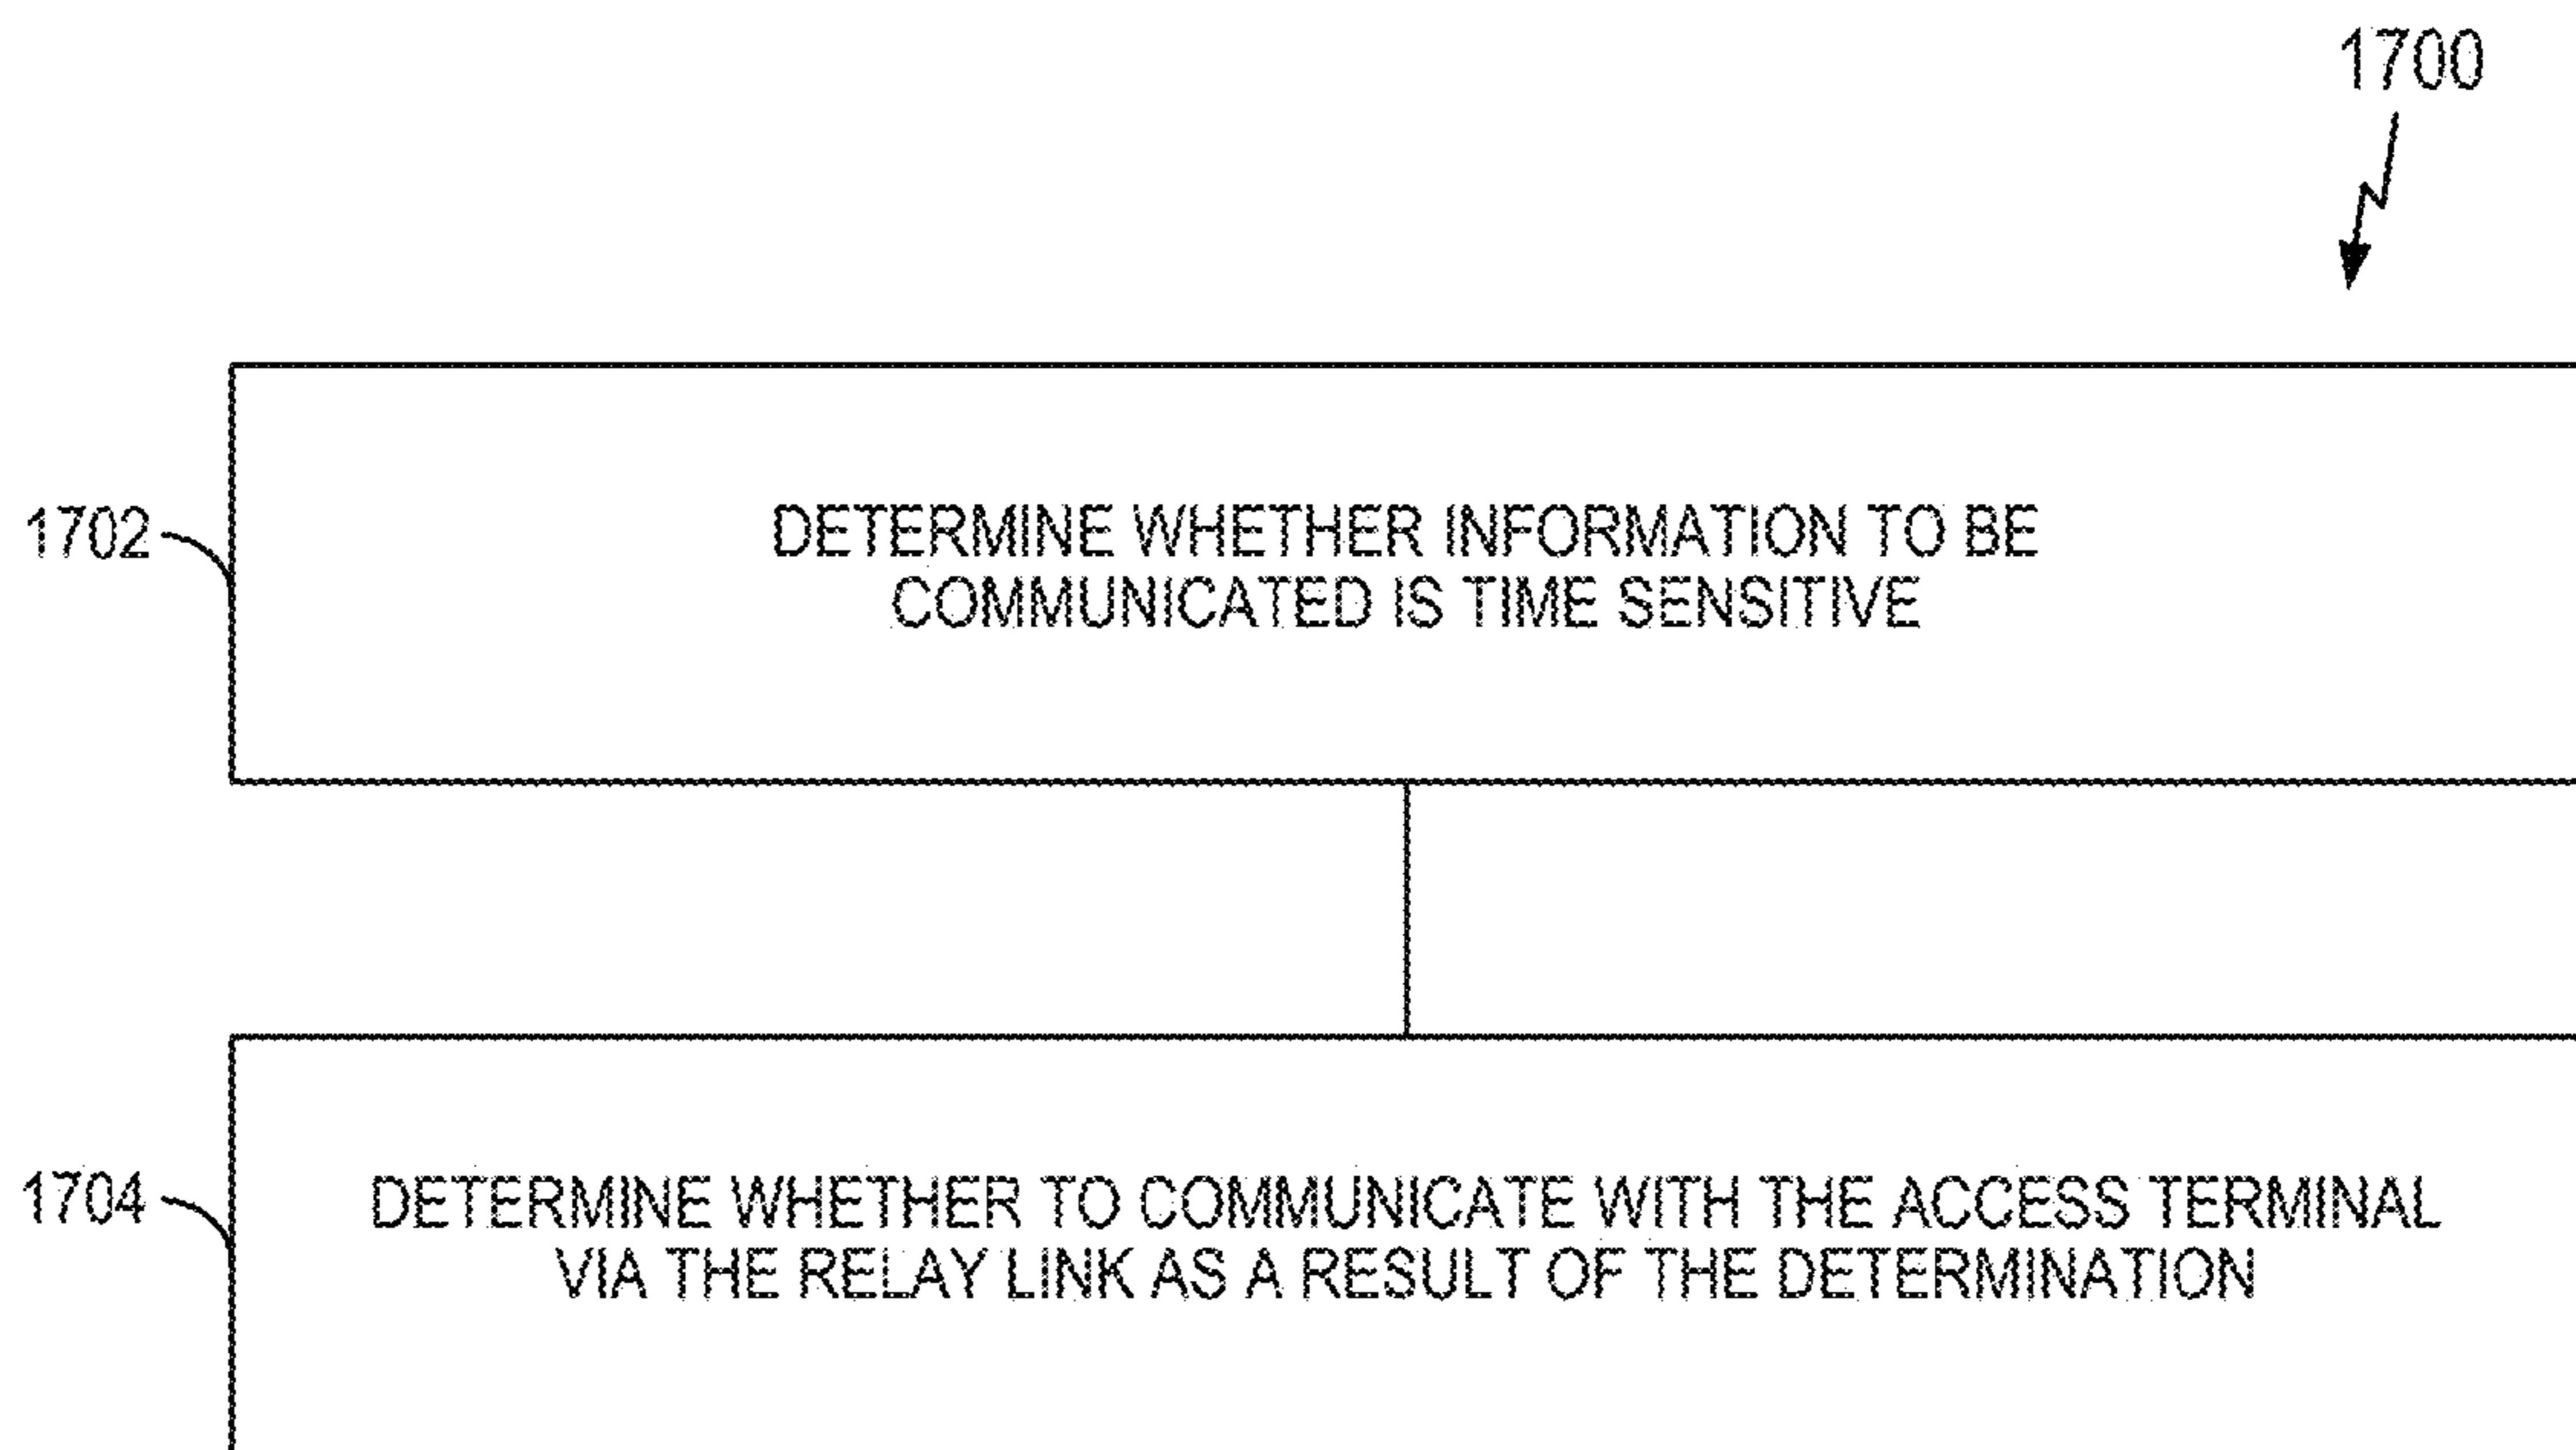 1700
1702
DETERMINE WHETHER INFORMATION TO BE
COMMUNICATED IS TIME SENSITIVE
1704
DETERMINE WHETHER TO COMMUNICATE WITH THE ACCESS TERMINAL
VIA THE RELAY LINK AS A RESULT OF THE DETERMINATION